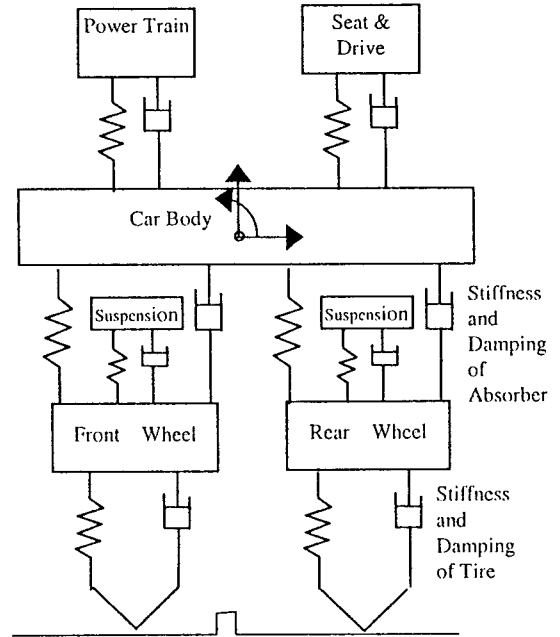 Power Train
Seat &
Drive
Car Body
Suspension
Suspension
Stiffness
and
Damping
of
Absorber
Front Wheel
Rear Wheel
Stiffness
and
Damping
of Tire